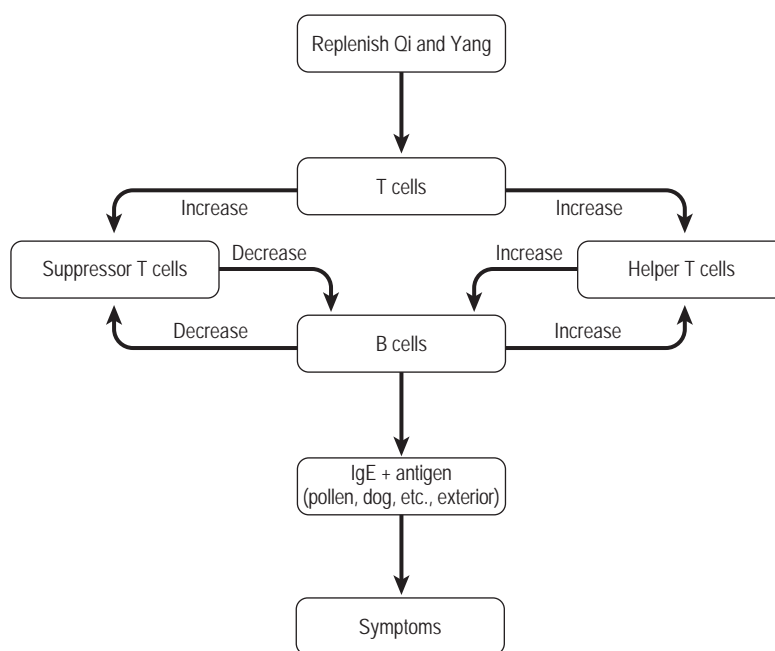 Replenish Qi and Yang
T cells
Increase
Increase
Suppressor T cells
Decrease
Increase
Helper T cells
Decrease
B cells
Increase
IgE + antigen
(pollen, dog, etc., exterior)
Symptoms